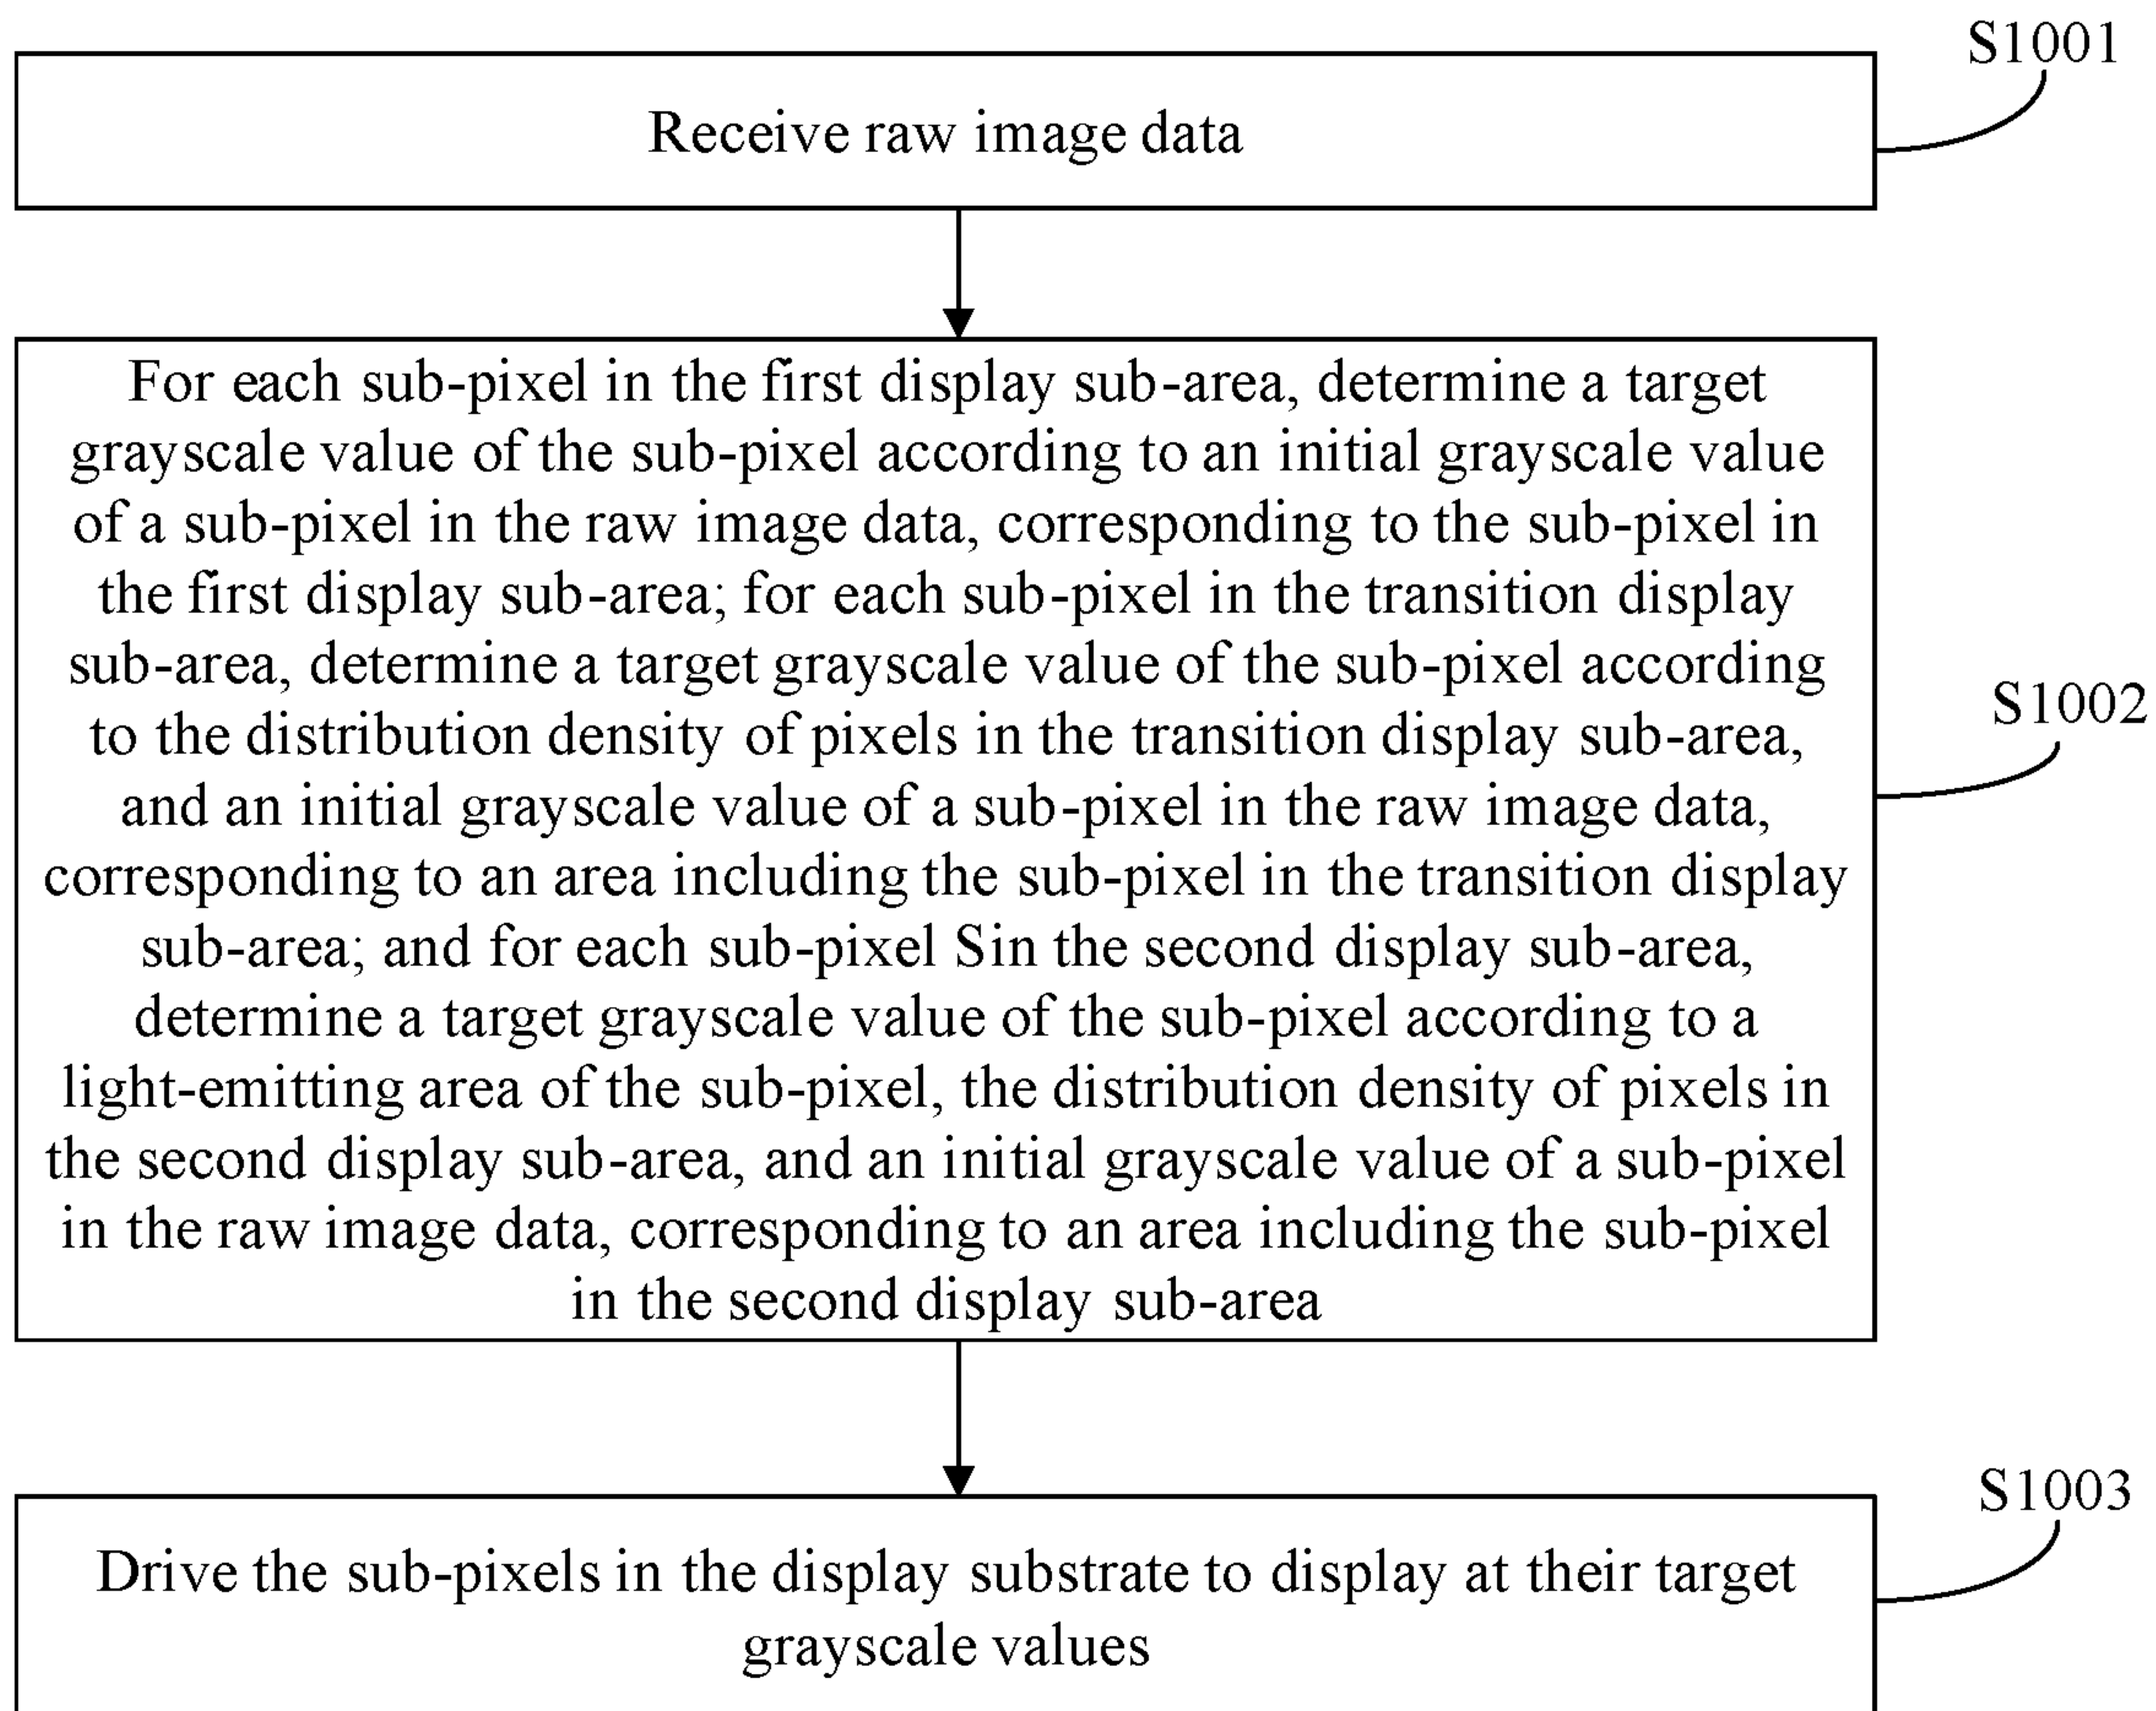 S1001
Receive raw image data
For each sub-pixel in the first display sub-area, determine a target
grayscale value of the sub-pixel according to an initial grayscale value
of a sub-pixel in the raw image data, corresponding to the sub-pixel in
the first display sub-area; for each sub-pixel in the transition display
sub-area, determine a target grayscale value of the sub-pixel according
to the distribution density of pixels in the transition display sub-area,
and an initial grayscale value of a sub-pixel in the raw image data,
corresponding to an area including the sub-pixel in the transition display
sub-area; and for each sub-pixel Sin the second display sub-area,
determine a target grayscale value of the sub-pixel according to a
light-emitting area of the sub-pixel, the distribution density of pixels in
the second display sub-area, and an initial grayscale value of a sub-pixel
in the raw image data, corresponding to an area including the sub-pixel
in the second display sub-area
S1002
S1003
Drive the sub-pixels in the display substrate to display at their target
grayscale values